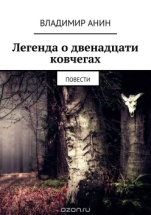 ВЛАДИМИР АНИН
Легенда о двенадцати
ковчегах
ПОВЕСТИ
ozon.ru